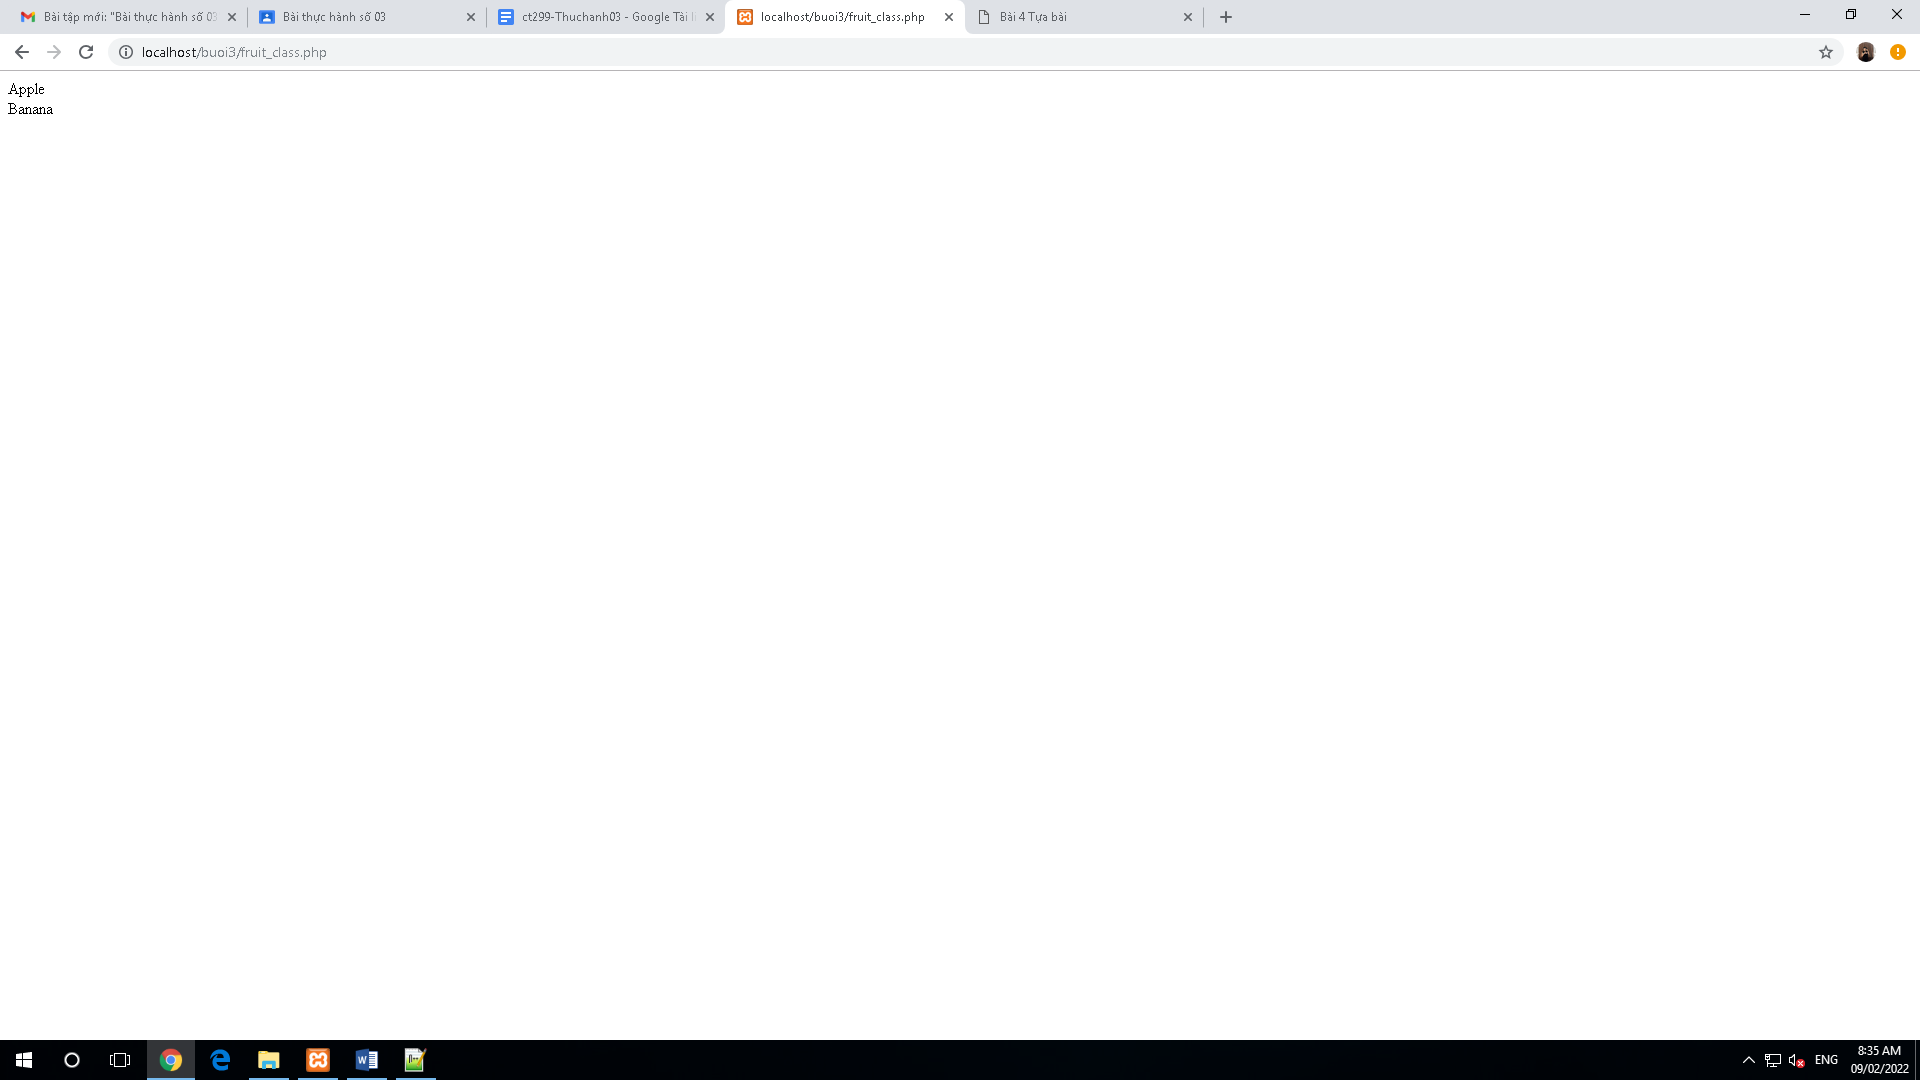 Bài tập mới: "Bài thực hành số 03
Bài thực hành số 03
ct299-Thuchanh03 - Google Tài li
localhost/buoi3/fruit_class.php
Bài 4 Tựa bài
localhost/buoi3/fruit_class.php
Apple
Banana
ENG
8:35 AM
09/02/2022